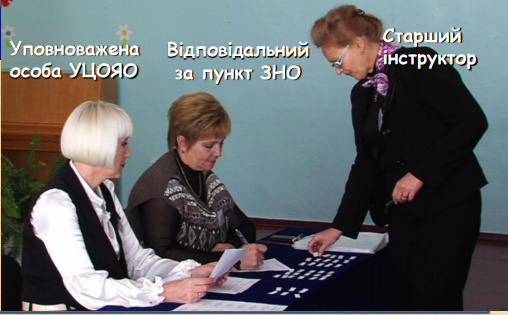 Уповноважена
особа УЦОЯО
Відповідальний
за пункт ЗНО
Старший
інструктор